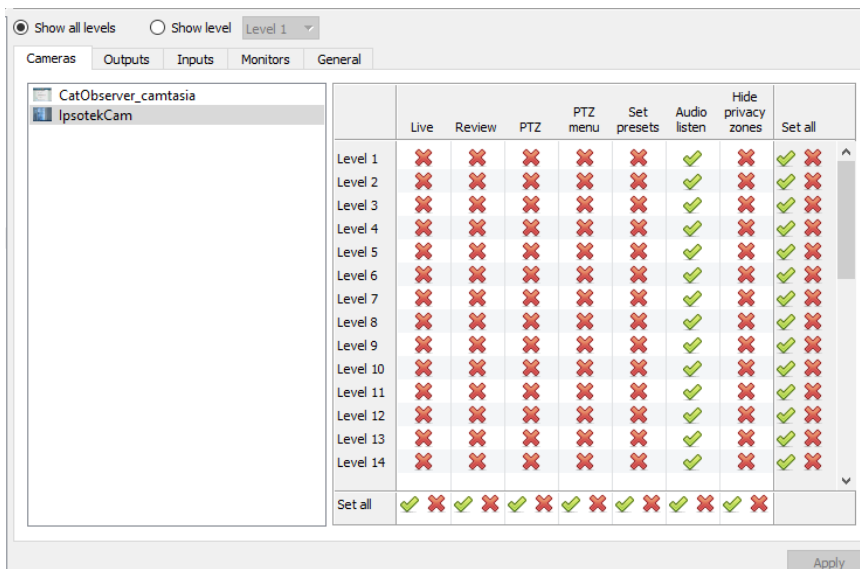 Show all levels Show level Level 1
Cameras Outputs Inputs Monitors General
CatObserver_camtasia
IpsotekCam
Live Review PTZ PTZ menu Set presets Audio listen Hide privacy zones Set all
Level 1
Level 2
Level 3
Level 4
Level 5
Level 6
Level 7
Level 8
Level 9
Level 10
Level 11
Level 12
Level 13
Level 14
Set all
Apply